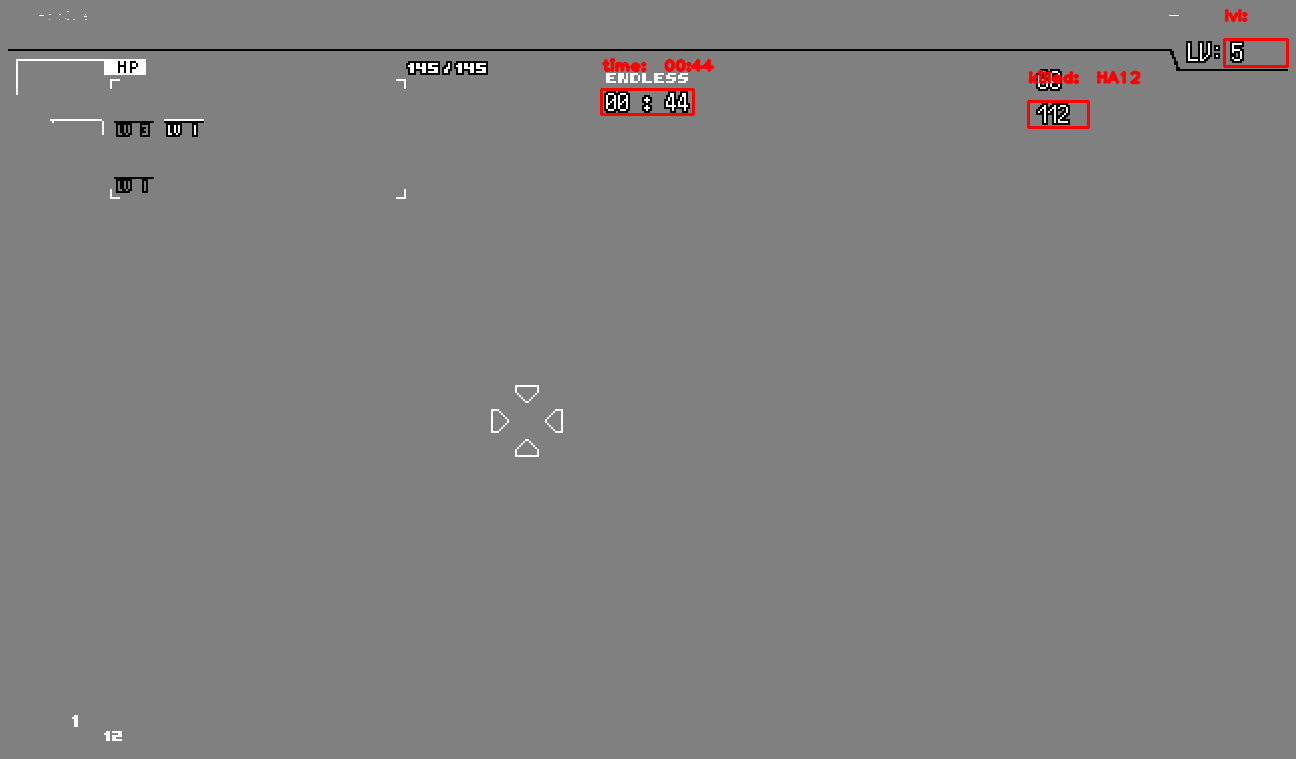 lvl:
LV: 5
HP
145/145
time: 00:44
ENDLESS
00 : 44
killed: HA12
112
LV 3 LV 1
LV 1
1
12